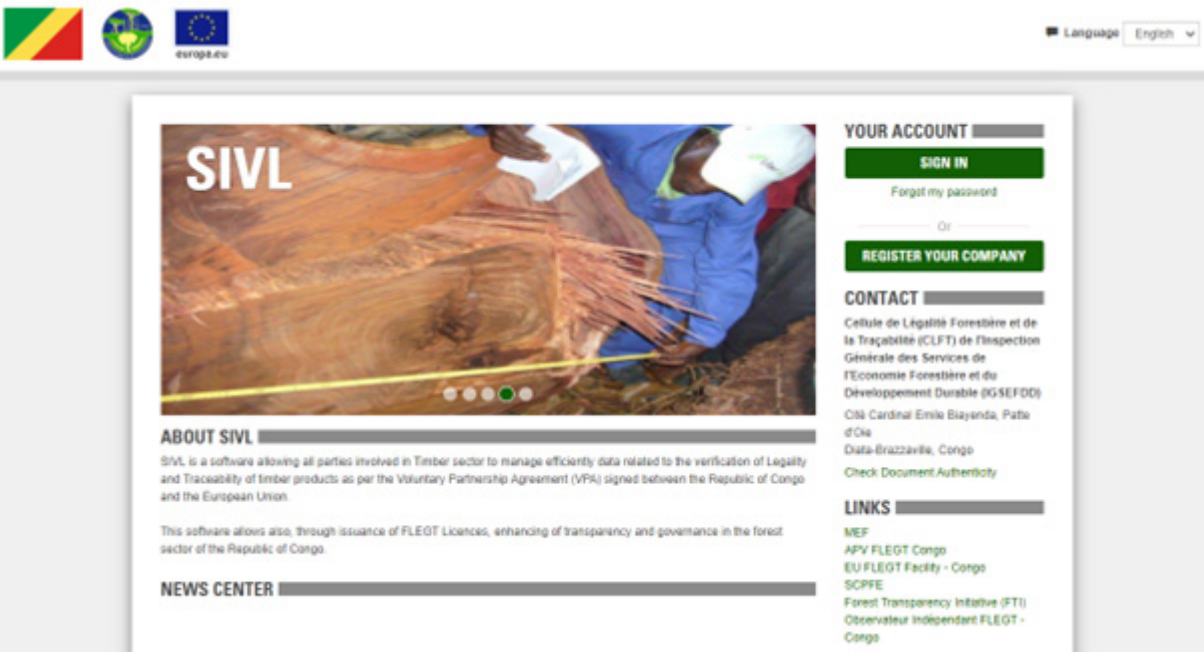 europa.eu
Language English
SIVL
YOUR ACCOUNT
SIGN IN
Forgot my password
Or
REGISTER YOUR COMPANY
CONTACT
Cellule de Légalité Forestière et de
la Traçabilité (CLFT) de l'Inspection
Générale des Services de
l'Economie Forestière et du
Développement Durable (IGSEFDD)
Cité Cardinal Emile Biayenda, Patte
d'Oie
Diata-Brazzaville, Congo
Check Document Authenticity
LINKS
MEF
APV FLEGT Congo
EU FLEGT Facility - Congo
SCPFE
Forest Transparency Initiative (FTI)
Observateur Indépendant FLEGT -
Congo
ABOUT SIVL
SIVL is a software allowing all parties involved in Timber sector to manage efficiently data related to the verification of Legality
and Traceability of timber products as per the Voluntary Partnership Agreement (VPA) signed between the Republic of Congo
and the European Union.
This software allows also, through issuance of FLEGT Licences, enhancing of transparency and governance in the forest
sector of the Republic of Congo.
NEWS CENTER